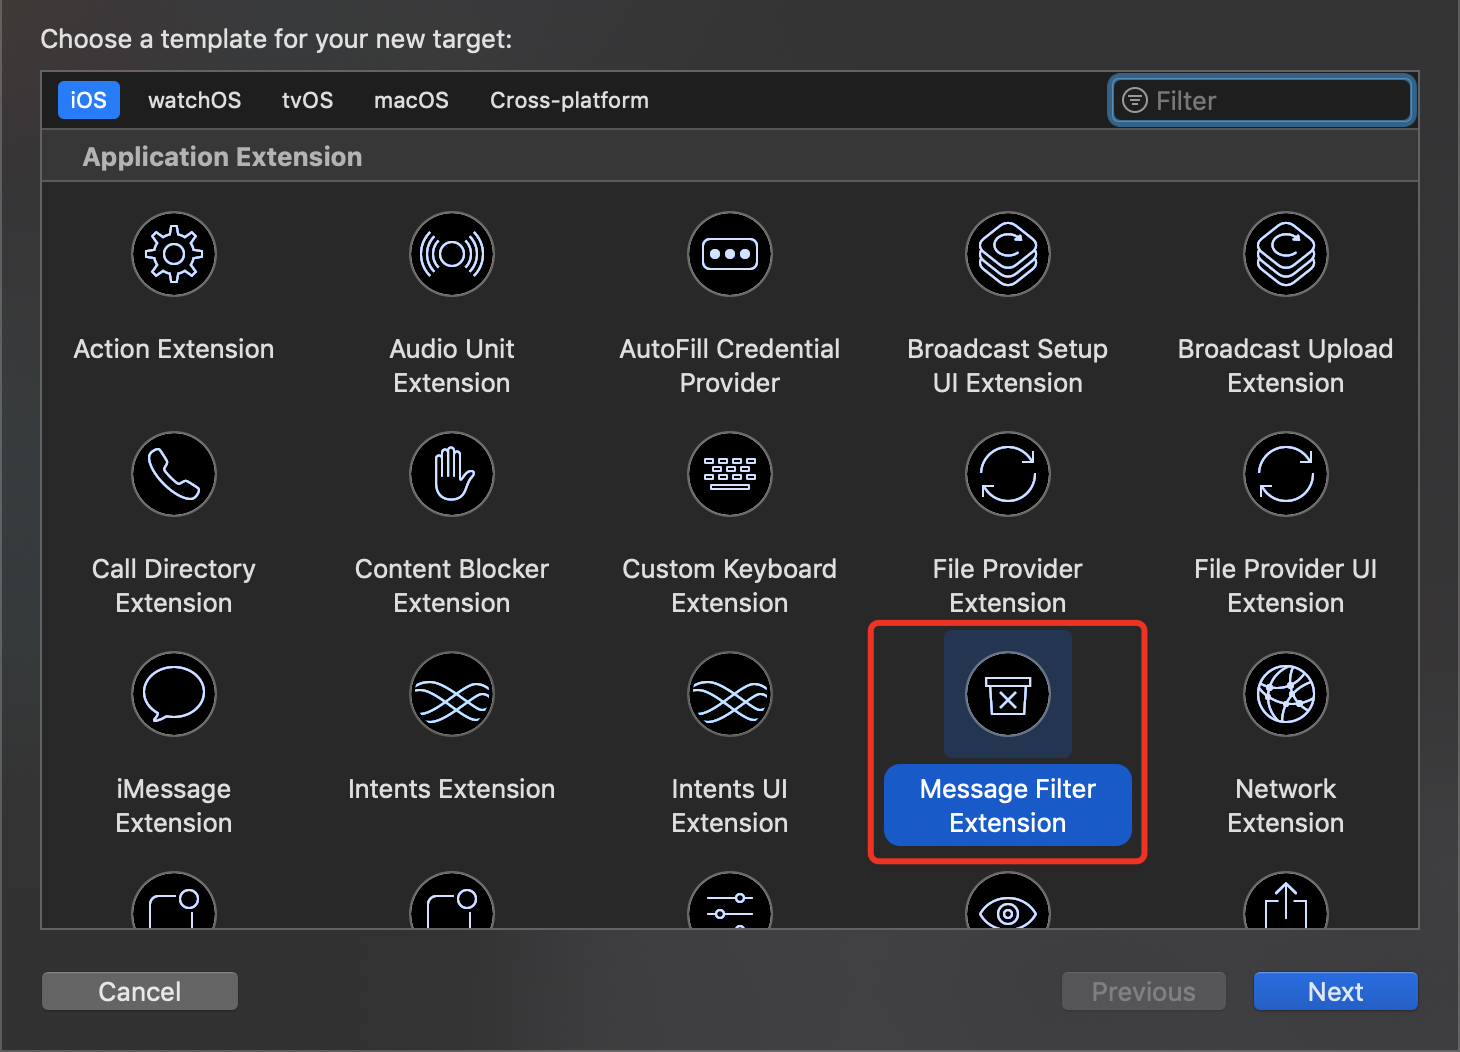 Choose a template for your new target:
iOS watchOS tvOS macOS Cross-platform Filter
Application Extension
Action Extension Audio Unit AutoFill Credential Broadcast Setup Broadcast Upload
Extension Provider UI Extension Extension
Call Directory Content Blocker Custom Keyboard File Provider File Provider UI
Extension Extension Extension Extension Extension
iMessage Intents Extension Intents UI Message Filter Network
Extension Extension Extension Extension
Cancel Previous Next